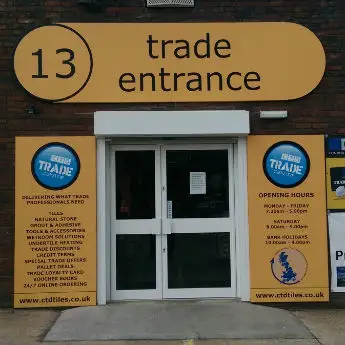 13
trade
entrance
CTD
TRADE
DELIVERING WHAT TRADE
PROFESSIONALS NEED
TILES
NATURAL STONE
GROUT & ADHESIVE
TOOLS & ACCESSORIES
WETROOM SOLUTIONS
UNDERTILE HEATING
TRADE DISCOUNTS
CREDIT TERMS
SPECIAL TRADE OFFERS
PALLET DEALS
TRADE LOYALTY CARD
VOUCHER BOOKS
24/7 ONLINE ORDERING
www.ctdtiles.co.uk
CTD
TRADE
OPENING HOURS
MONDAY - FRIDAY
7.30am - 5.00pm
SATURDAY
8.00am - 5.00pm
BANK HOLIDAYS
10.00am - 4.00pm
www.ctdtiles.co.uk